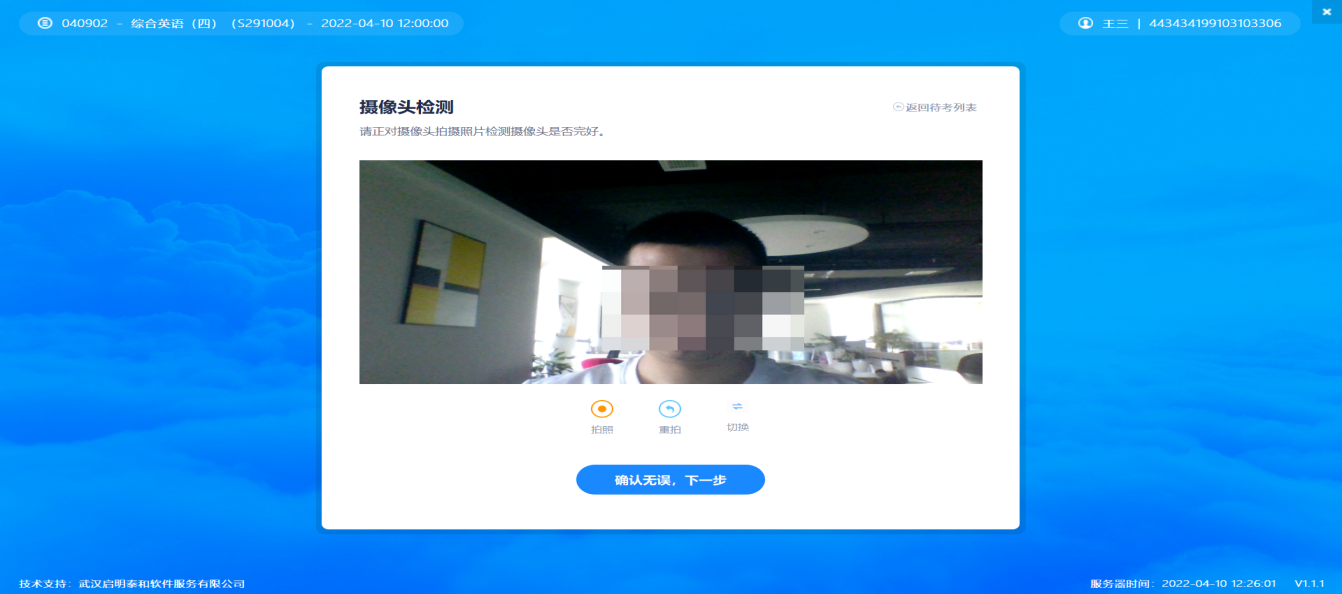 040902 - 综合英语（四）（S291004） - 2022-04-10 12:00:00
王三 | 443434199103103306
摄像头检测
返回待考列表
请正对摄像头拍摄照片检测摄像头是否完好。
拍照 重拍 切换
确认无误，下一步
技术支持：武汉启明泰和软件服务有限公司
服务器时间：2022-04-10 12:26:01 V1.1.1